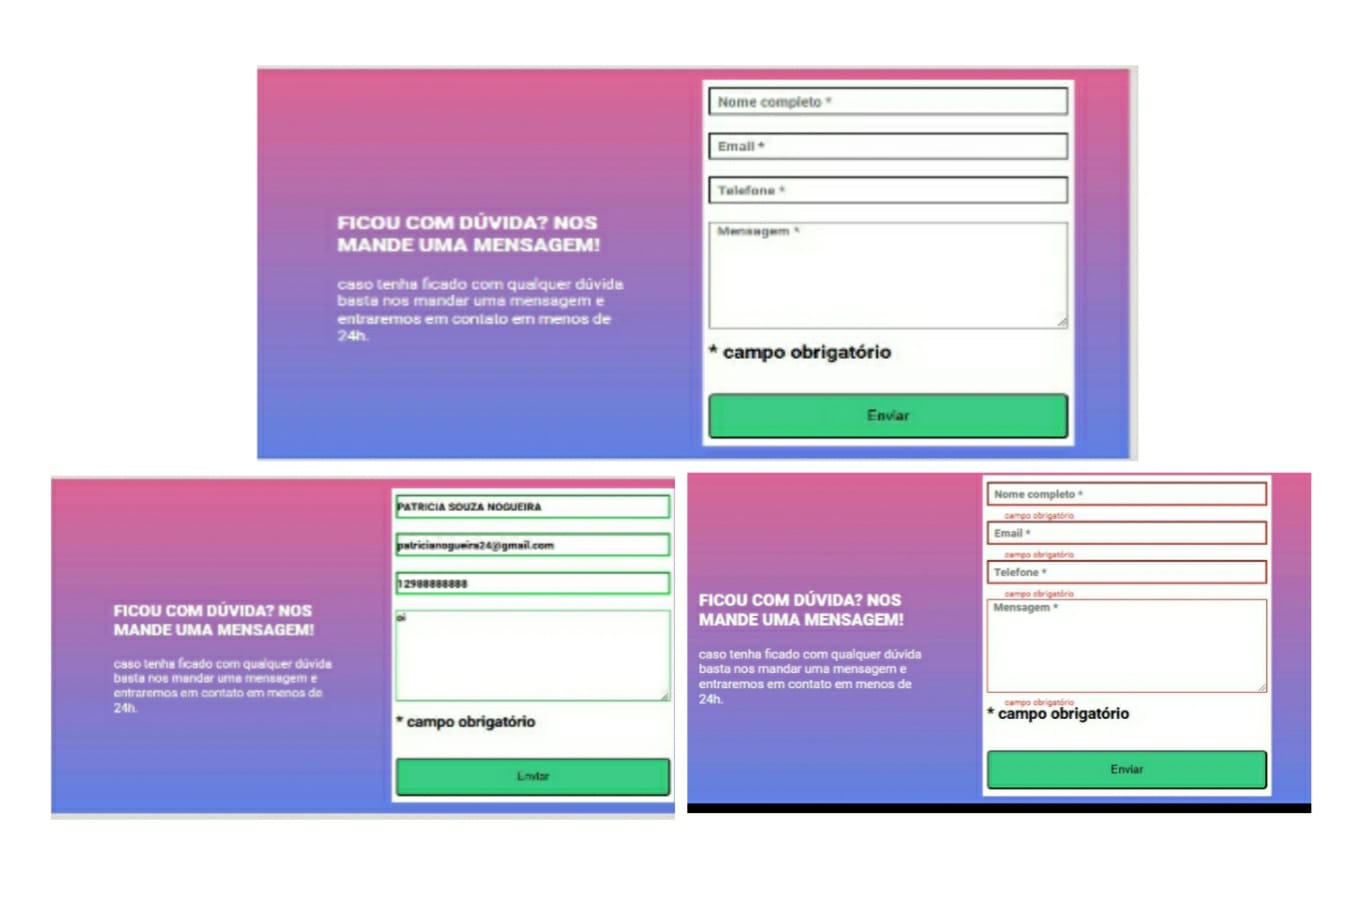 FICOU COM DÚVIDA? NOS
MANDE UMA MENSAGEM!
caso tenha ficado com qualquer dúvida
basta nos mandar uma mensagem e
entraremos em contato em menos de
24h.
Nome completo *
Email *
Telefone *
Mensagem *
* campo obrigatório
Enviar
FICOU COM DÚVIDA? NOS
MANDE UMA MENSAGEM!
caso tenha ficado com qualquer dúvida
basta nos mandar uma mensagem e
entraremos em contato em menos de
24h.
PATRICIA SOUZA NOGUEIRA
patricianogueira24@gmail.com
12988888888
oi
* campo obrigatório
Enviar
FICOU COM DÚVIDA? NOS
MANDE UMA MENSAGEM!
caso tenha ficado com qualquer dúvida
basta nos mandar uma mensagem e
entraremos em contato em menos de
24h.
Nome completo *
campo obrigatório
Email *
campo obrigatório
Telefone *
campo obrigatório
Mensagem *
campo obrigatório
* campo obrigatório
Enviar